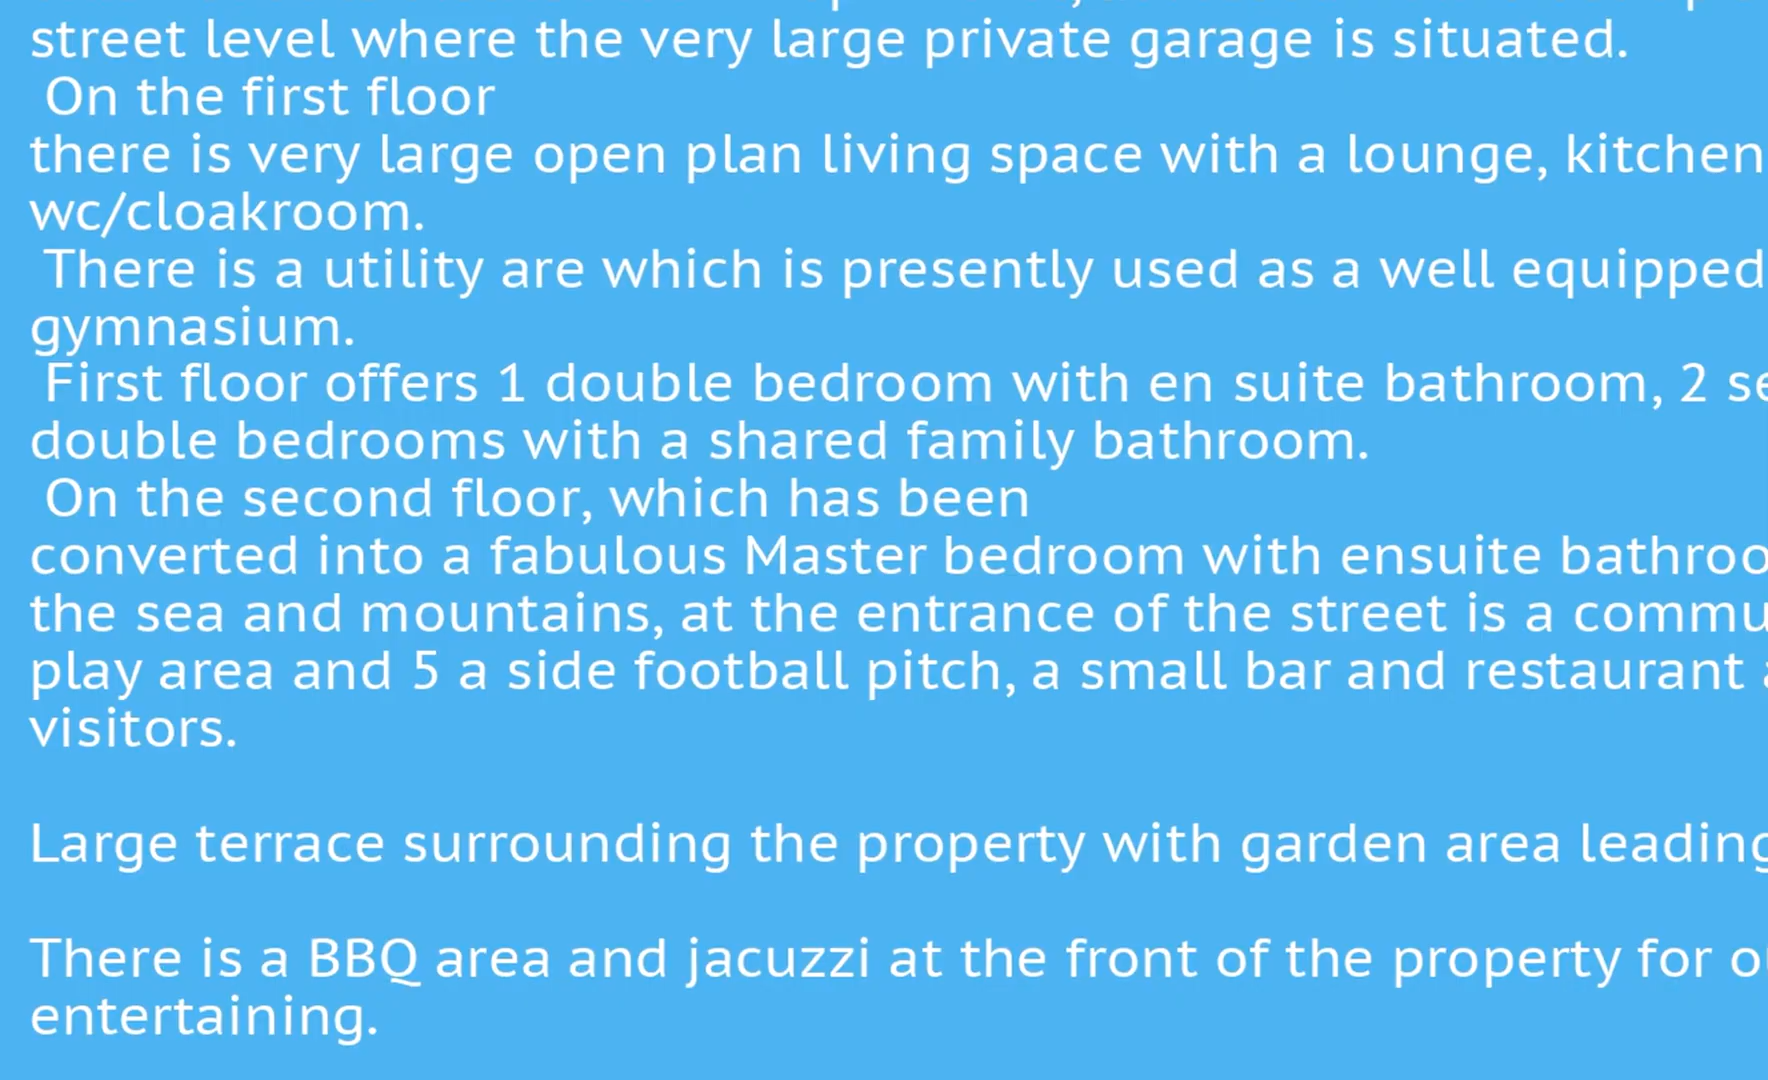 street level where the very large private garage is situated.
On the first floor
there is very large open plan living space with a lounge, kitchen
wc/cloakroom.
There is a utility are which is presently used as a well equipped
gymnasium.
First floor offers 1 double bedroom with en suite bathroom, 2
double bedrooms with a shared family bathroom.
On the second floor, which has been
converted into a fabulous Master bedroom with ensuite
the sea and mountains, at the entrance of the street is a
play area and 5 a side football pitch, a small bar and restaurant
visitors.
Large terrace surrounding the property with garden area leading
There is a BBQ area and jacuzzi at the front of the property for
entertaining.